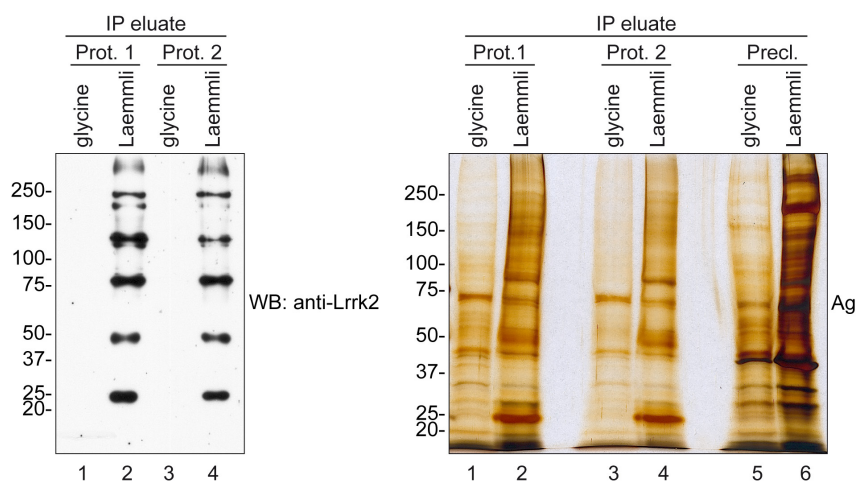 IP eluate
Prot. 1 Prot. 2
glycine Laemmli glycine Laemmli
250-
150-
100-
75-
50-
37-
25-
20-
WB: anti-Lrrk2
1 2 3 4
IP eluate
Prot.1 Prot. 2 Precl.
glycine Laemmli glycine Laemmli glycine Laemmli
250-
150-
100-
75-
50-
37-
25-
20-
Ag
1 2 3 4 5 6